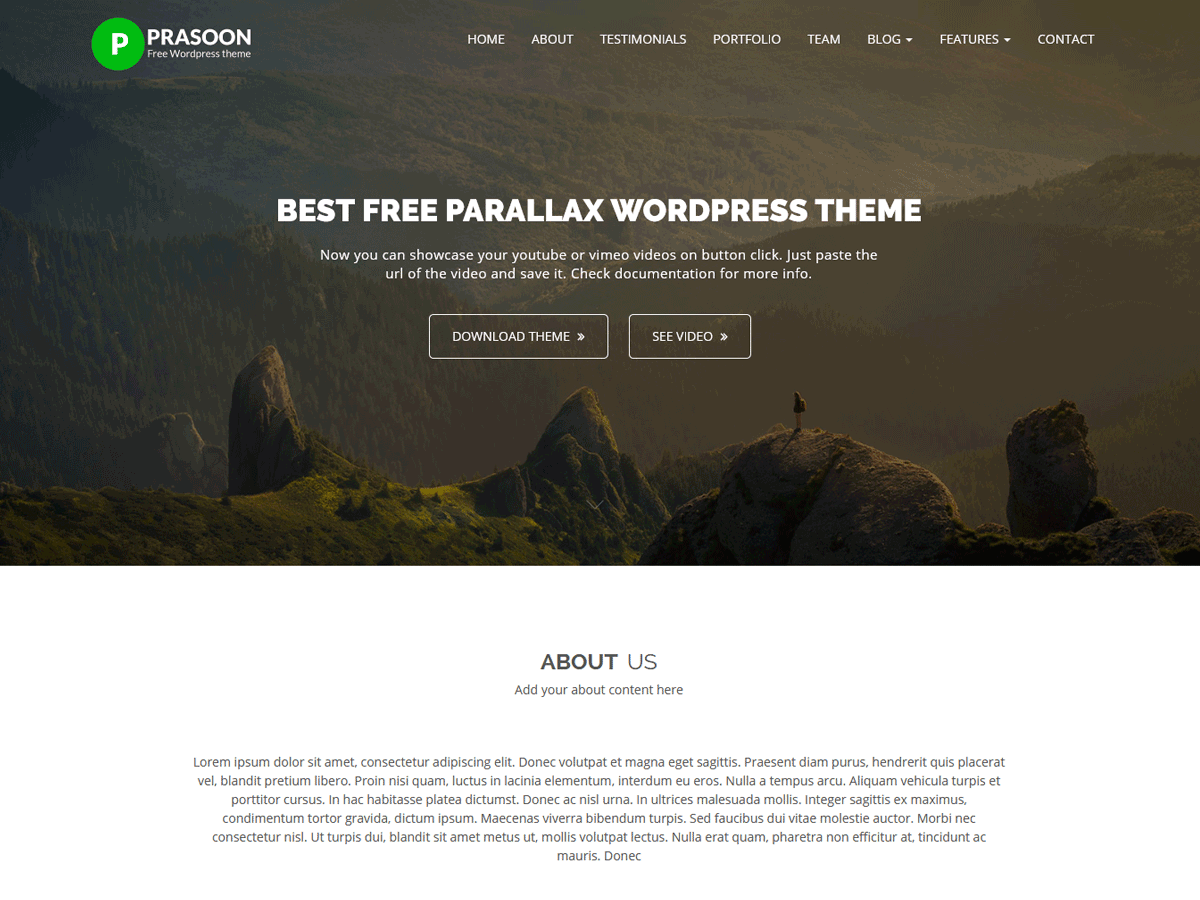 P
PRASOON
Free Wordpress theme
HOME ABOUT TESTIMONIALS PORTFOLIO TEAM BLOG FEATURES CONTACT
BEST FREE PARALLAX WORDPRESS THEME
Now you can showcase your youtube or vimeo videos on button click. Just paste the
url of the video and save it. Check documentation for more info.
DOWNLOAD THEME » SEE VIDEO »
ABOUT US
Add your about content here
Lorem ipsum dolor sit amet, consectetur adipiscing elit. Donec volutpat et magna eget sagittis. Praesent diam purus, hendrerit quis placerat
vel, blandit pretium libero. Proin nisi quam, luctus in lacinia elementum, interdum eu eros. Nulla a tempus arcu. Aliquam vehicula turpis et
porttitor cursus. In hac habitasse platea dictumst. Donec ac nisl urna. In ultrices malesuada mollis. Integer sagittis ex maximus,
condimentum tortor gravida, dictum ipsum. Maecenas viverra bibendum turpis. Sed faucibus dui vitae molestie auctor. Morbi nec
consectetur nisl. Ut turpis dui, blandit sit amet metus ut, mollis volutpat lectus. Nulla erat quam, pharetra non efficitur at, tincidunt ac
mauris. Donec